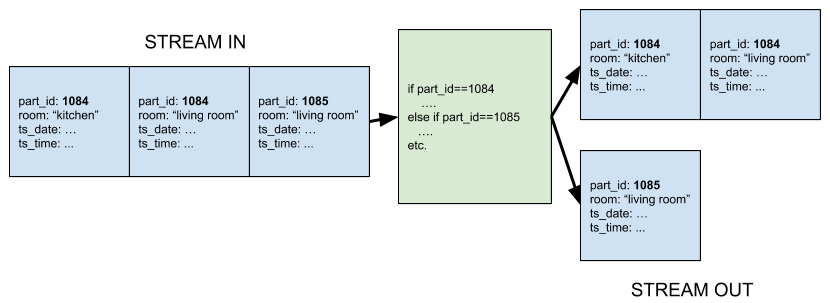 STREAM IN
part_id: 1084
room: “kitchen”
ts_date: …
ts_time: ...
part_id: 1084
room: “living room”
ts_date: …
ts_time: ...
part_id: 1085
room: “living room”
ts_date: …
ts_time: ...
if part_id==1084
….
else if part_id==1085
….
etc.
part_id: 1084
room: “kitchen”
ts_date: …
ts_time: ...
part_id: 1084
room: “living room”
ts_date: …
ts_time: ...
part_id: 1085
room: “living room”
ts_date: …
ts_time: ...
STREAM OUT